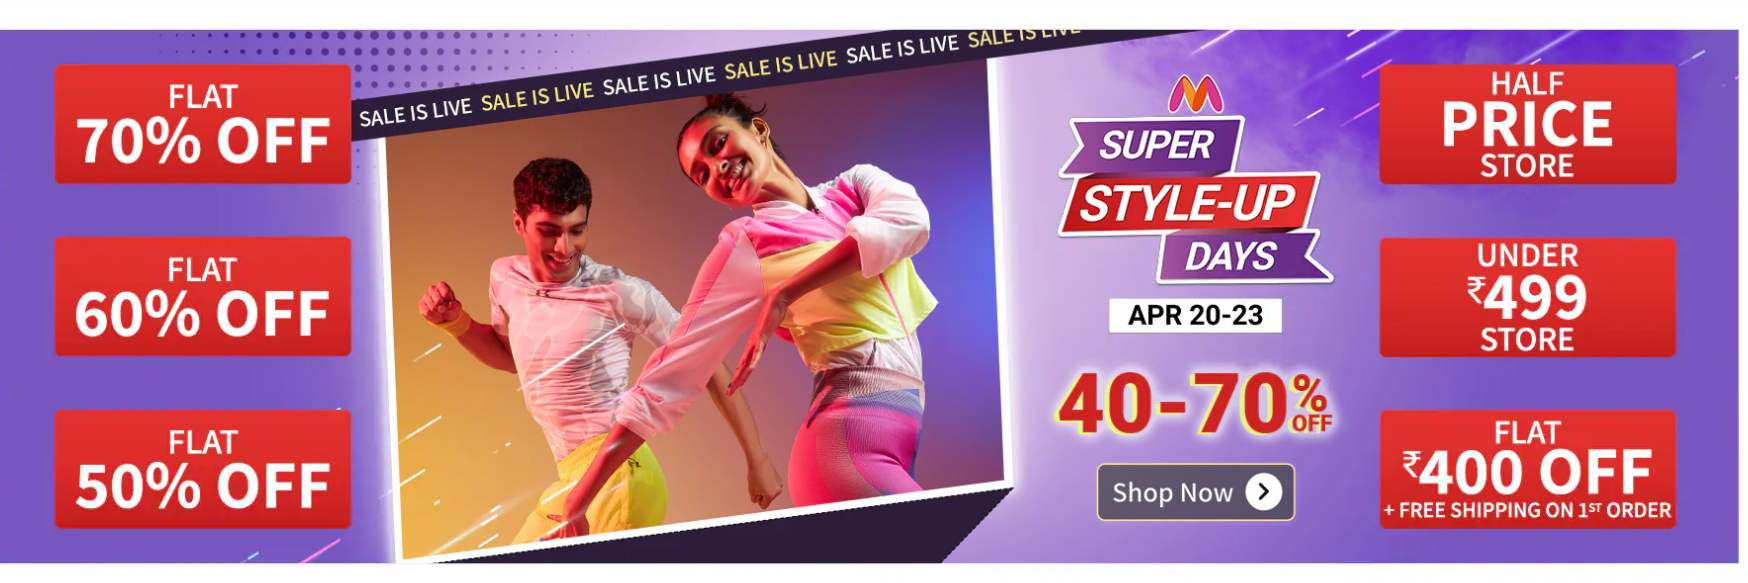 FLAT
70% OFF
FLAT
60% OFF
FLAT
50% OFF
SALE IS LIVE SALE IS LIVE SALE IS LIVE SALE IS LIVE SALE IS LIVE SALE IS LIVE
SUPER
STYLE-UP
DAYS
APR 20-23
40-70% OFF
Shop Now
HALF
PRICE
STORE
UNDER
₹499
STORE
FLAT
₹400 OFF
+ FREE SHIPPING ON 1ST ORDER